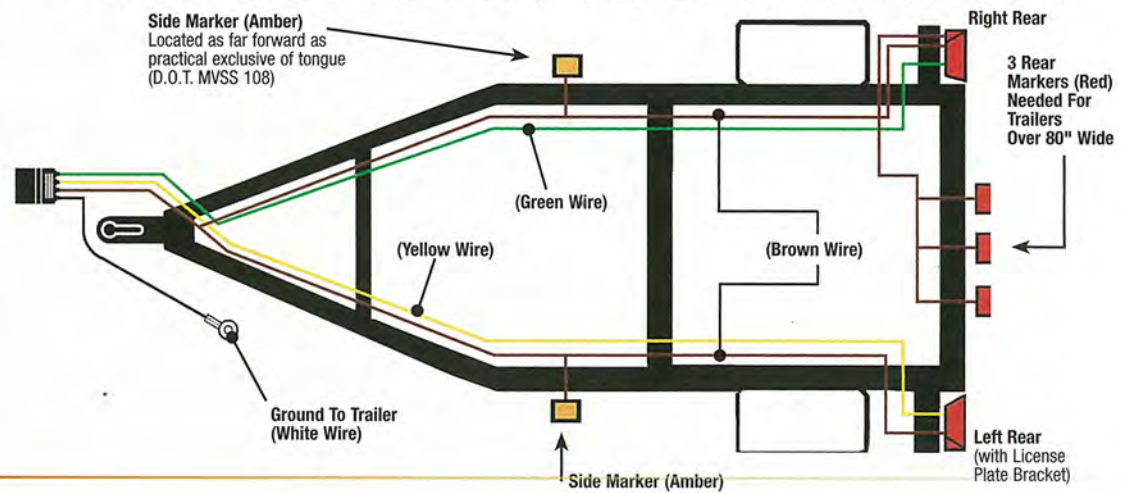 Side Marker (Amber)
Located as far forward as
practical exclusive of tongue
(D.O.T. MVSS 108)
Right Rear
3 Rear
Markers (Red)
Needed For
Trailers
Over 80" Wide
(Green Wire)
(Yellow Wire)
(Brown Wire)
Ground To Trailer
(White Wire)
Left Rear
(with License
Plate Bracket)
Side Marker (Amber)